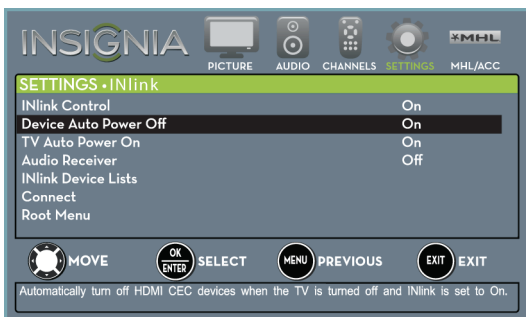 INSIGNIA
PICTURE AUDIO CHANNELS SETTINGS MHL MHL/ACC
SETTINGS • INlink
INlink Control On
Device Auto Power Off On
TV Auto Power On On
Audio Receiver Off
INlink Device Lists
Connect
Root Menu
MOVE OK ENTER SELECT MENU PREVIOUS EXIT EXIT
Automatically turn off HDMI CEC devices when the TV is turned off and INlink is set to On.